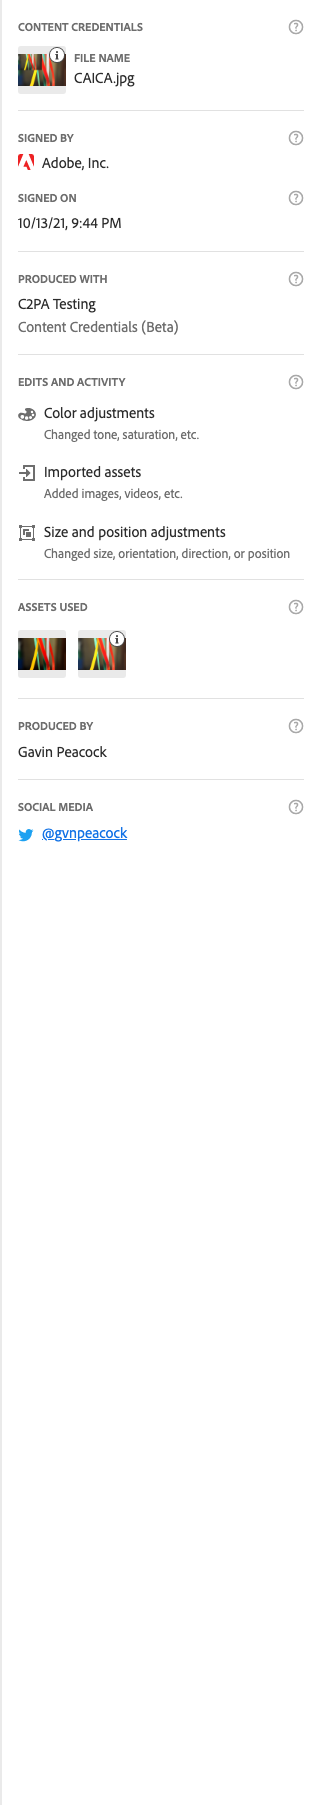 CONTENT CREDENTIALS
FILE NAME
CAICA.jpg
SIGNED BY
Adobe, Inc.
SIGNED ON
10/13/21, 9:44 PM
PRODUCED WITH
C2PA Testing
Content Credentials (Beta)
EDITS AND ACTIVITY
Color adjustments
Changed tone, saturation, etc.
Imported assets
Added images, videos, etc.
Size and position adjustments
Changed size, orientation, direction, or position
ASSETS USED
PRODUCED BY
Gavin Peacock
SOCIAL MEDIA
@gvnpeacock